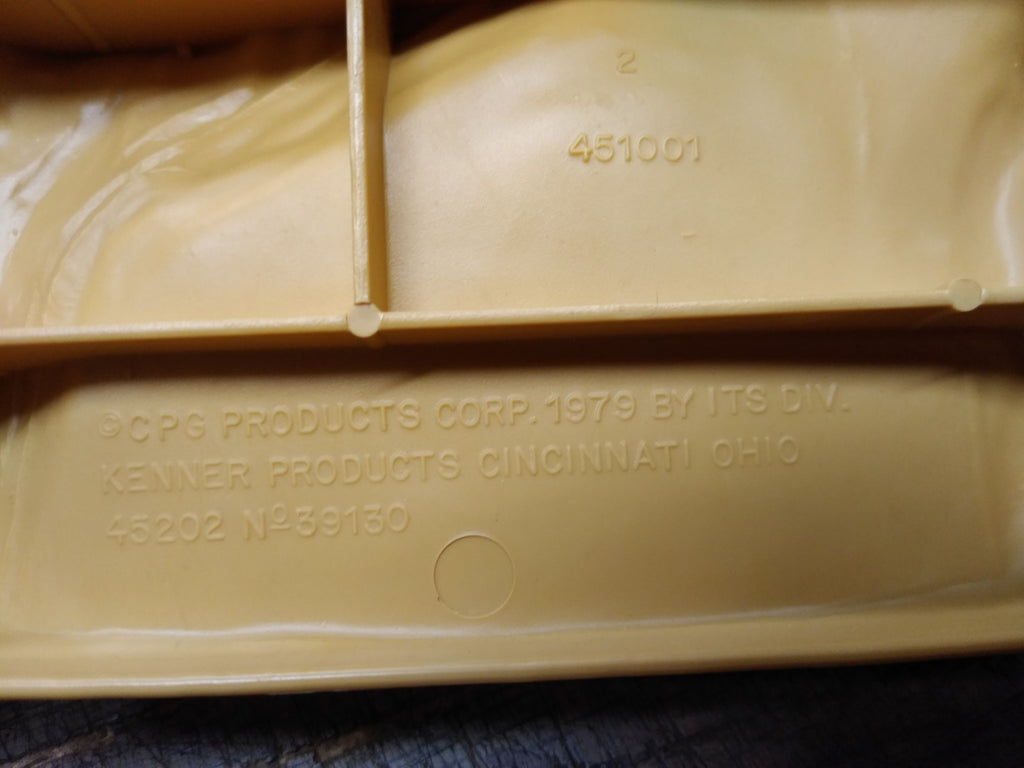 2
451001
©CPG PRODUCTS CORP. 1979 BY ITS DIV.
KENNER PRODUCTS CINCINNATI OHIO
45202 Nº39130